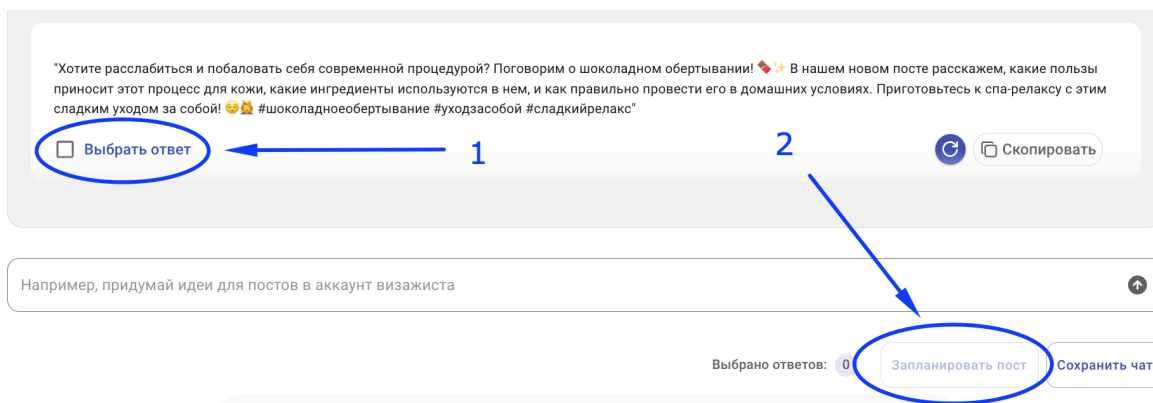 "Хотите расслабиться и побаловать себя современной процедурой? Поговорим о шоколадном обертывании! 🍫✨ В нашем новом посте расскажем, какие пользы
приносит этот процесс для кожи, какие ингредиенты используются в нем, и как правильно провести его в домашних условиях. Приготовьтесь к спа-релаксу с этим
сладким уходом за собой! 😌💆 #шоколадноеобертывание #уходзасобой #сладкийрелакс"
Выбрать ответ
1
2
Скопировать
Например, придумай идеи для постов в аккаунт визажиста
Выбрано ответов: 0
Запланировать пост
Сохранить чат